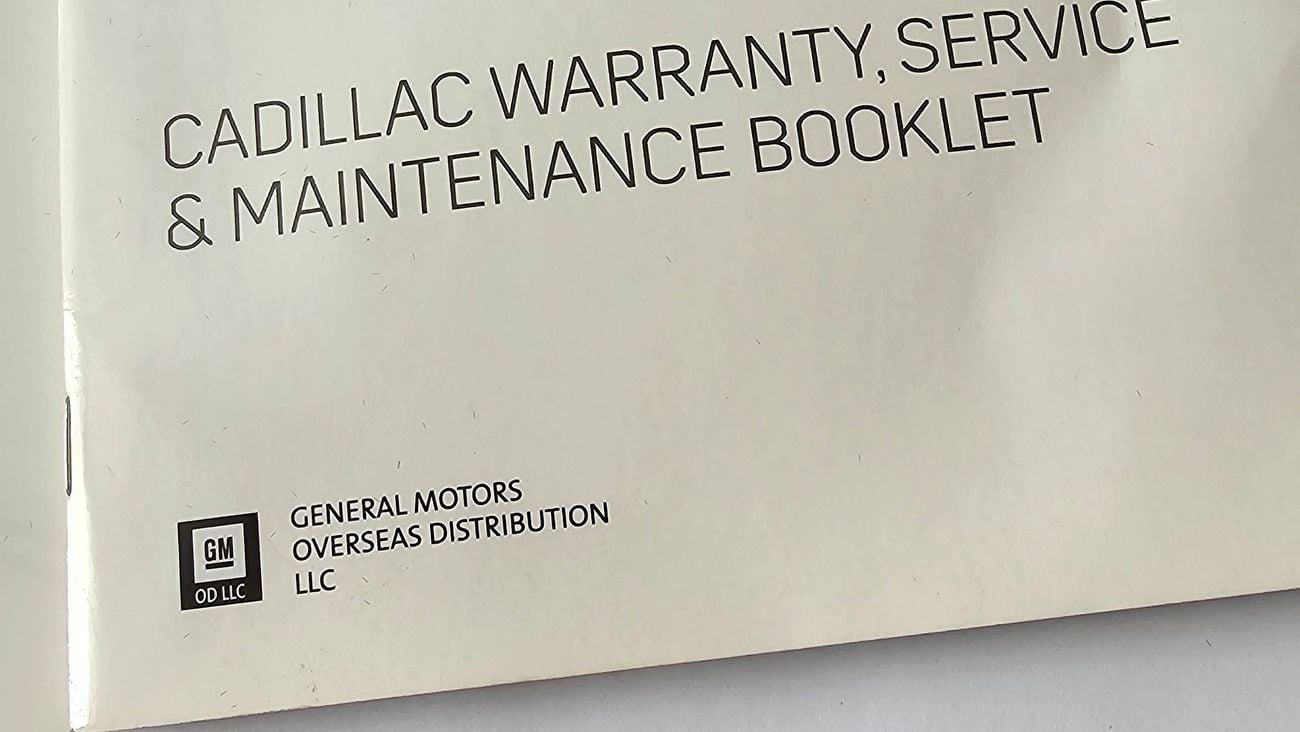 CADILLAC WARRANTY, SERVICE
& MAINTENANCE BOOKLET
GM
OD LLC
GENERAL MOTORS
OVERSEAS DISTRIBUTION
LLC